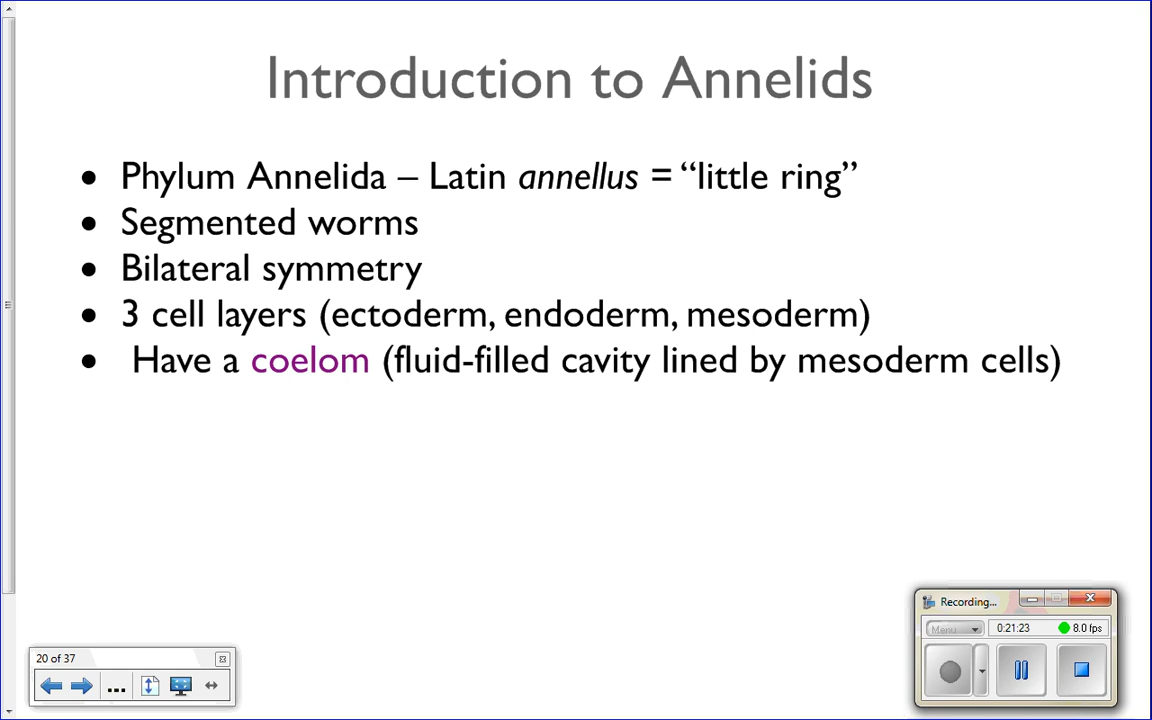 Introduction to Annelids
• Phylum Annelida – Latin annellus = “little ring”
• Segmented worms
• Bilateral symmetry
• 3 cell layers (ectoderm, endoderm, mesoderm)
• Have a coelom (fluid-filled cavity lined by mesoderm cells)
Recording...
Menu 0:21:23 8.0 fps
20 of 37
...